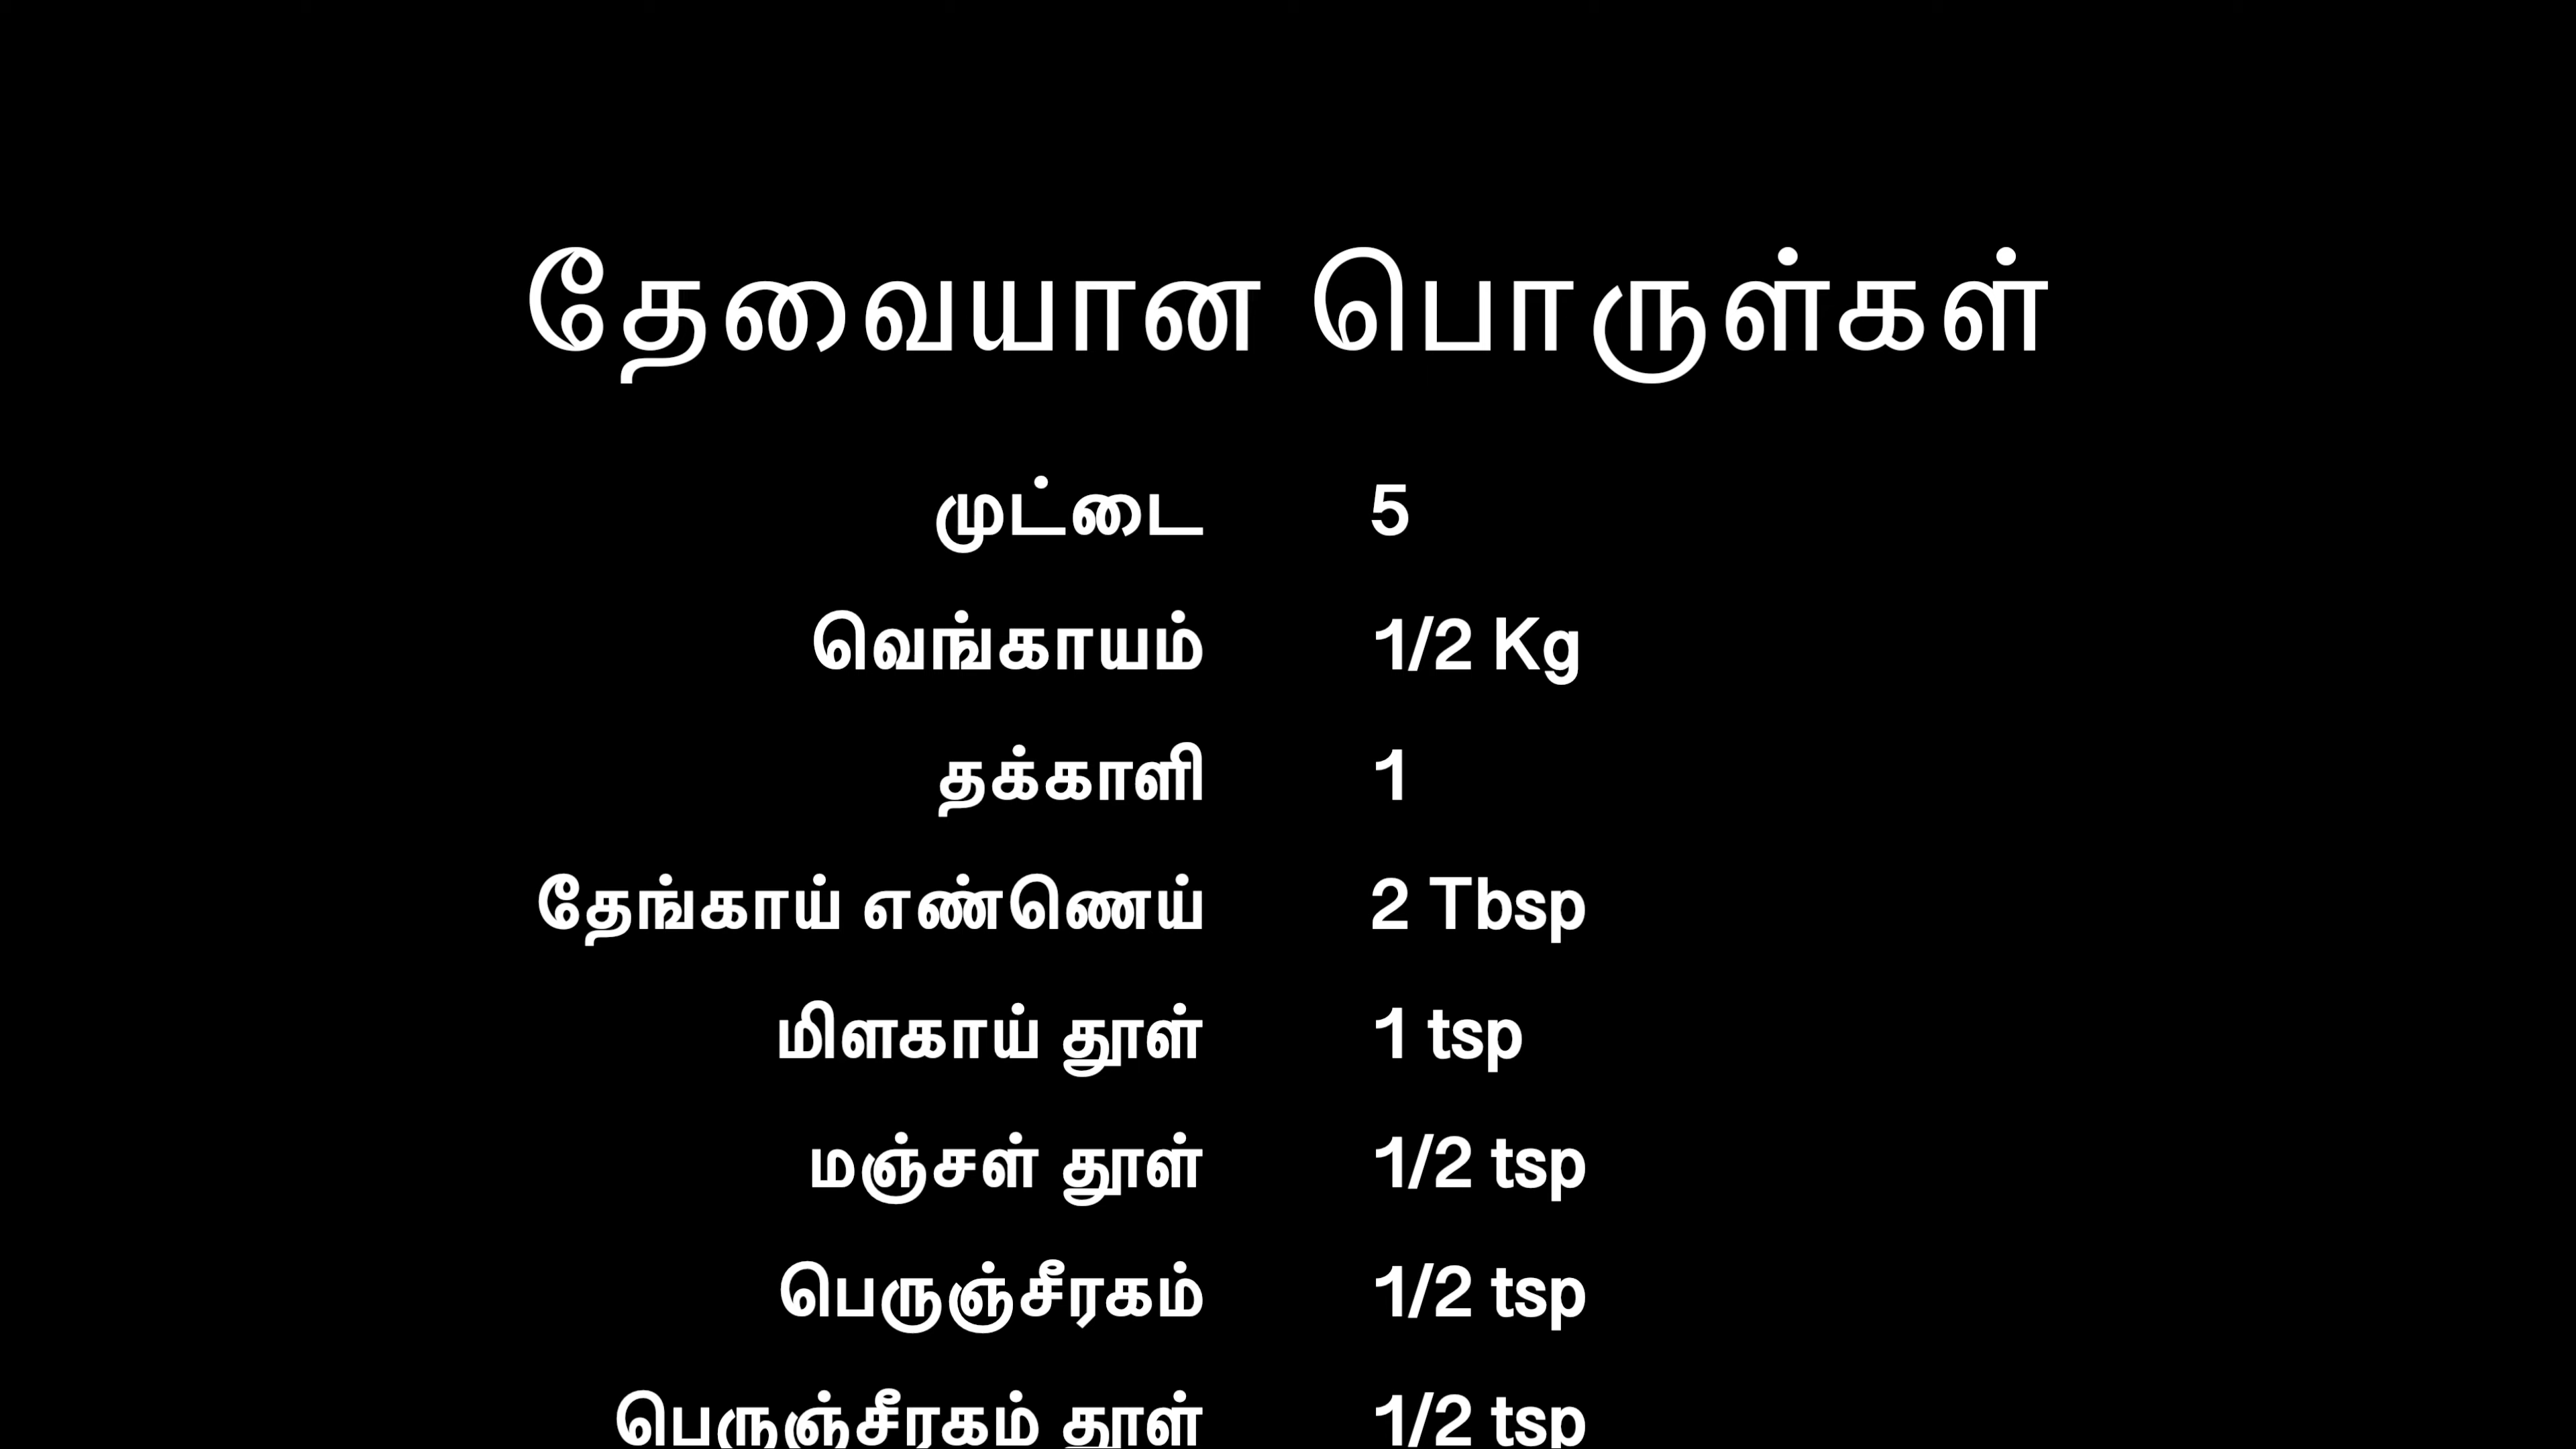 தேவையான பொருள்கள்
முட்டை 5
வெங்காயம் 1/2 Kg
தக்காளி 1
தேங்காய் எண்ணெய் 2 Tbsp
மிளகாய் தூள் 1 tsp
மஞ்சள் தூள் 1/2 tsp
பெருஞ்சீரகம் 1/2 tsp
பெருஞ்சீரகம் தூள் 1/2 tsp